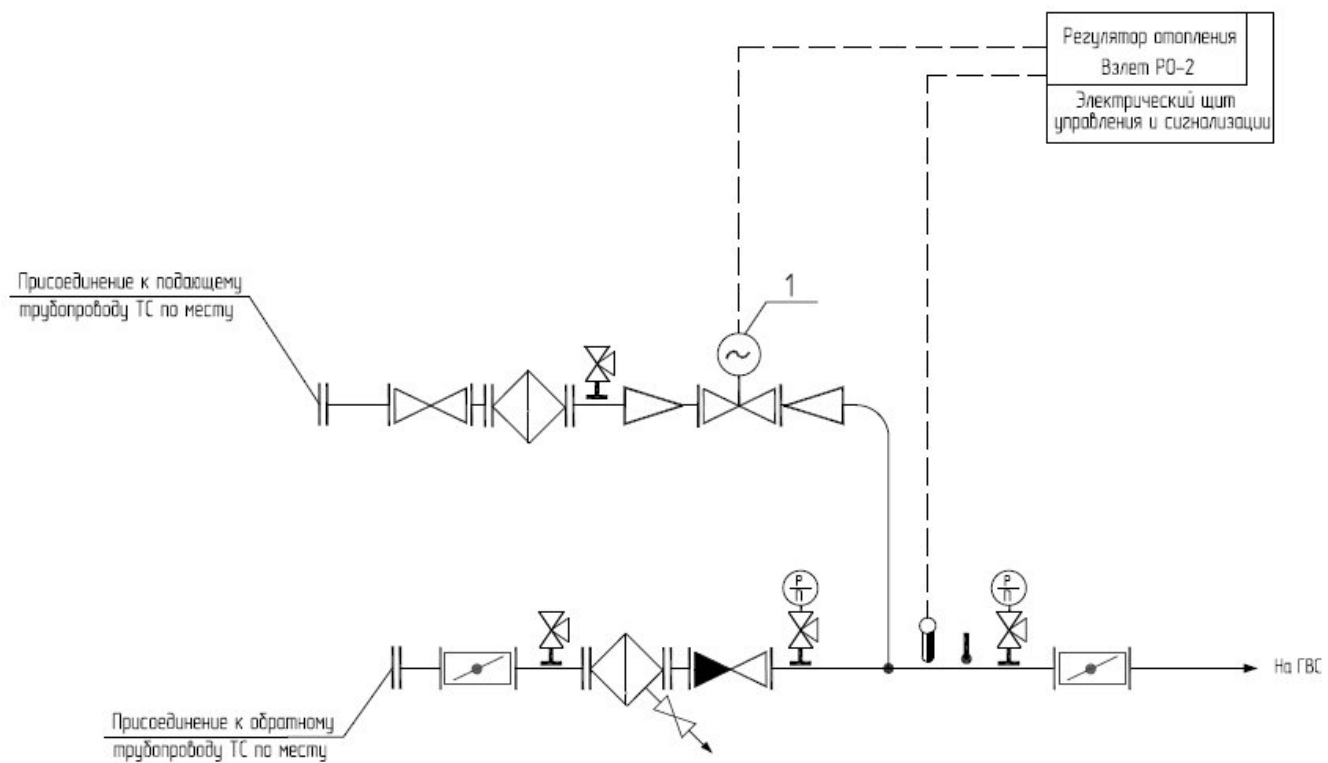 Регулятор отопления
Взлет РО-2
Электрический щит
управления и сигнализации
Присоединение к подающему
трубопроводу ТС по месту
1
~
P
П
P
П
На ГВС
Присоединение к обратному
трубопроводу ТС по месту